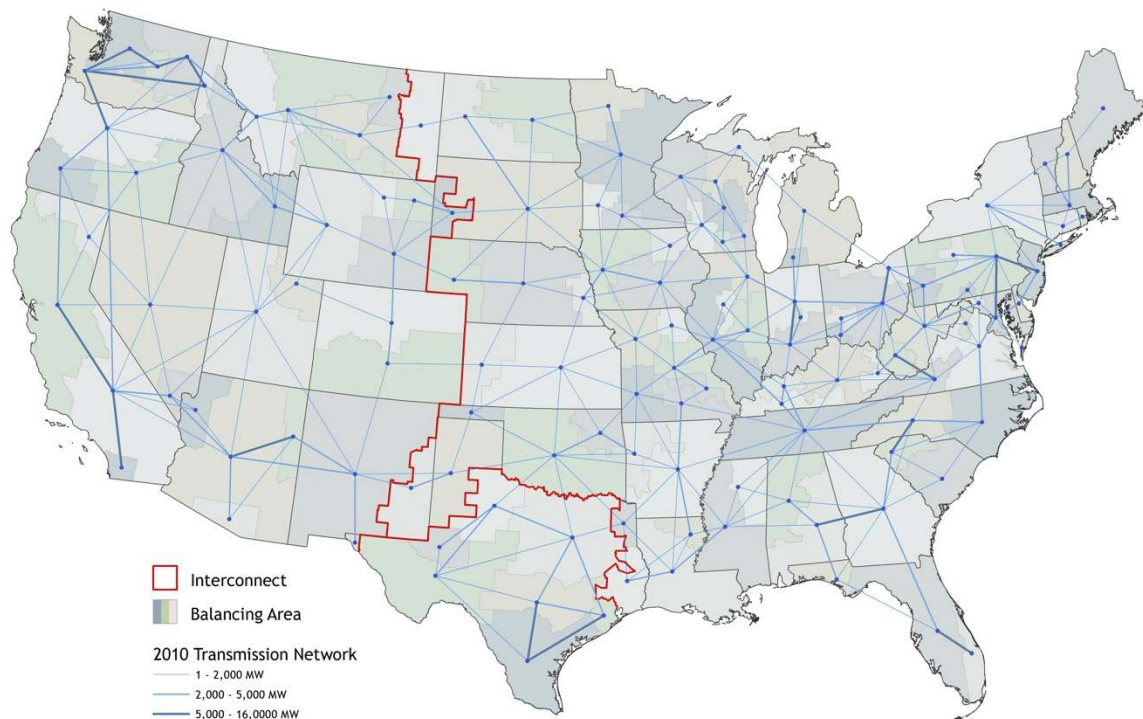 Interconnect
Balancing Area
2010 Transmission Network
1 - 2,000 MW
2,000 - 5,000 MW
5,000 - 16,0000 MW